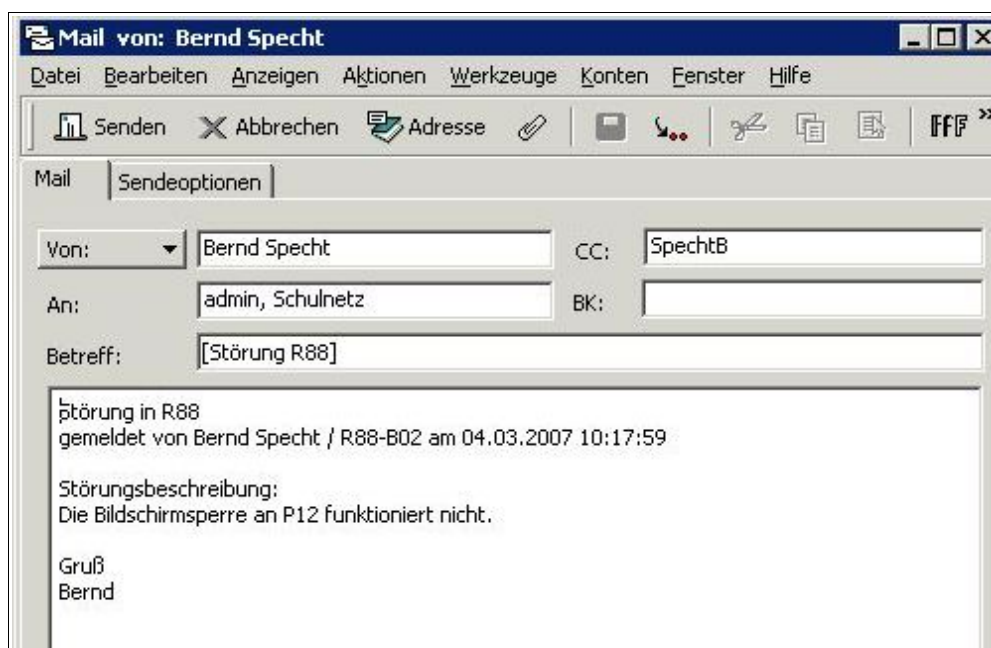 Mail von: Bernd Specht
Datei Bearbeiten Anzeigen Aktionen Werkzeuge Konten Fenster Hilfe
Senden Abbrechen Adresse
Mail Sendeoptionen
Von: Bernd Specht CC: SpechtB
An: admin, Schulnetz BK:
Betreff: [Störung R88]
Störung in R88
gemeldet von Bernd Specht / R88-B02 am 04.03.2007 10:17:59
Störungsbeschreibung:
Die Bildschirmsperre an P12 funktioniert nicht.
Gruß
Bernd